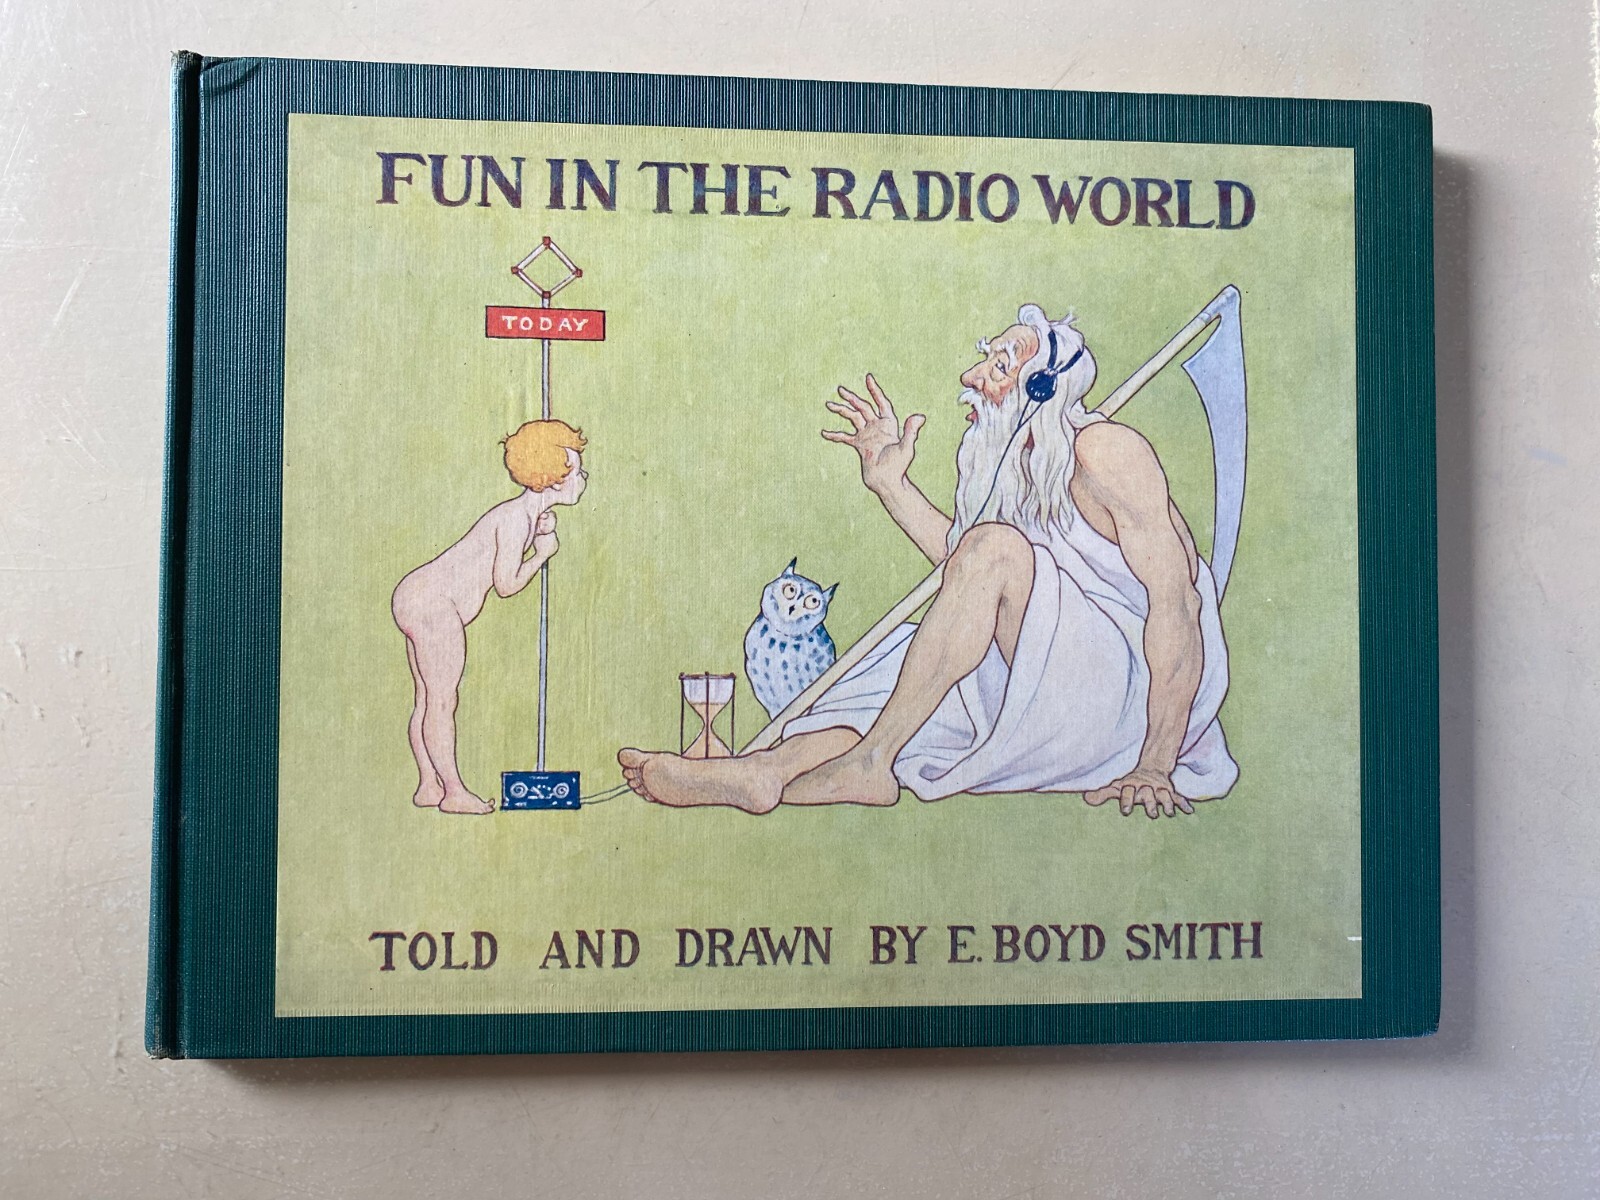 FUN IN THE RADIO WORLD
TODAY
TOLD AND DRAWN BY E. BOYD SMITH